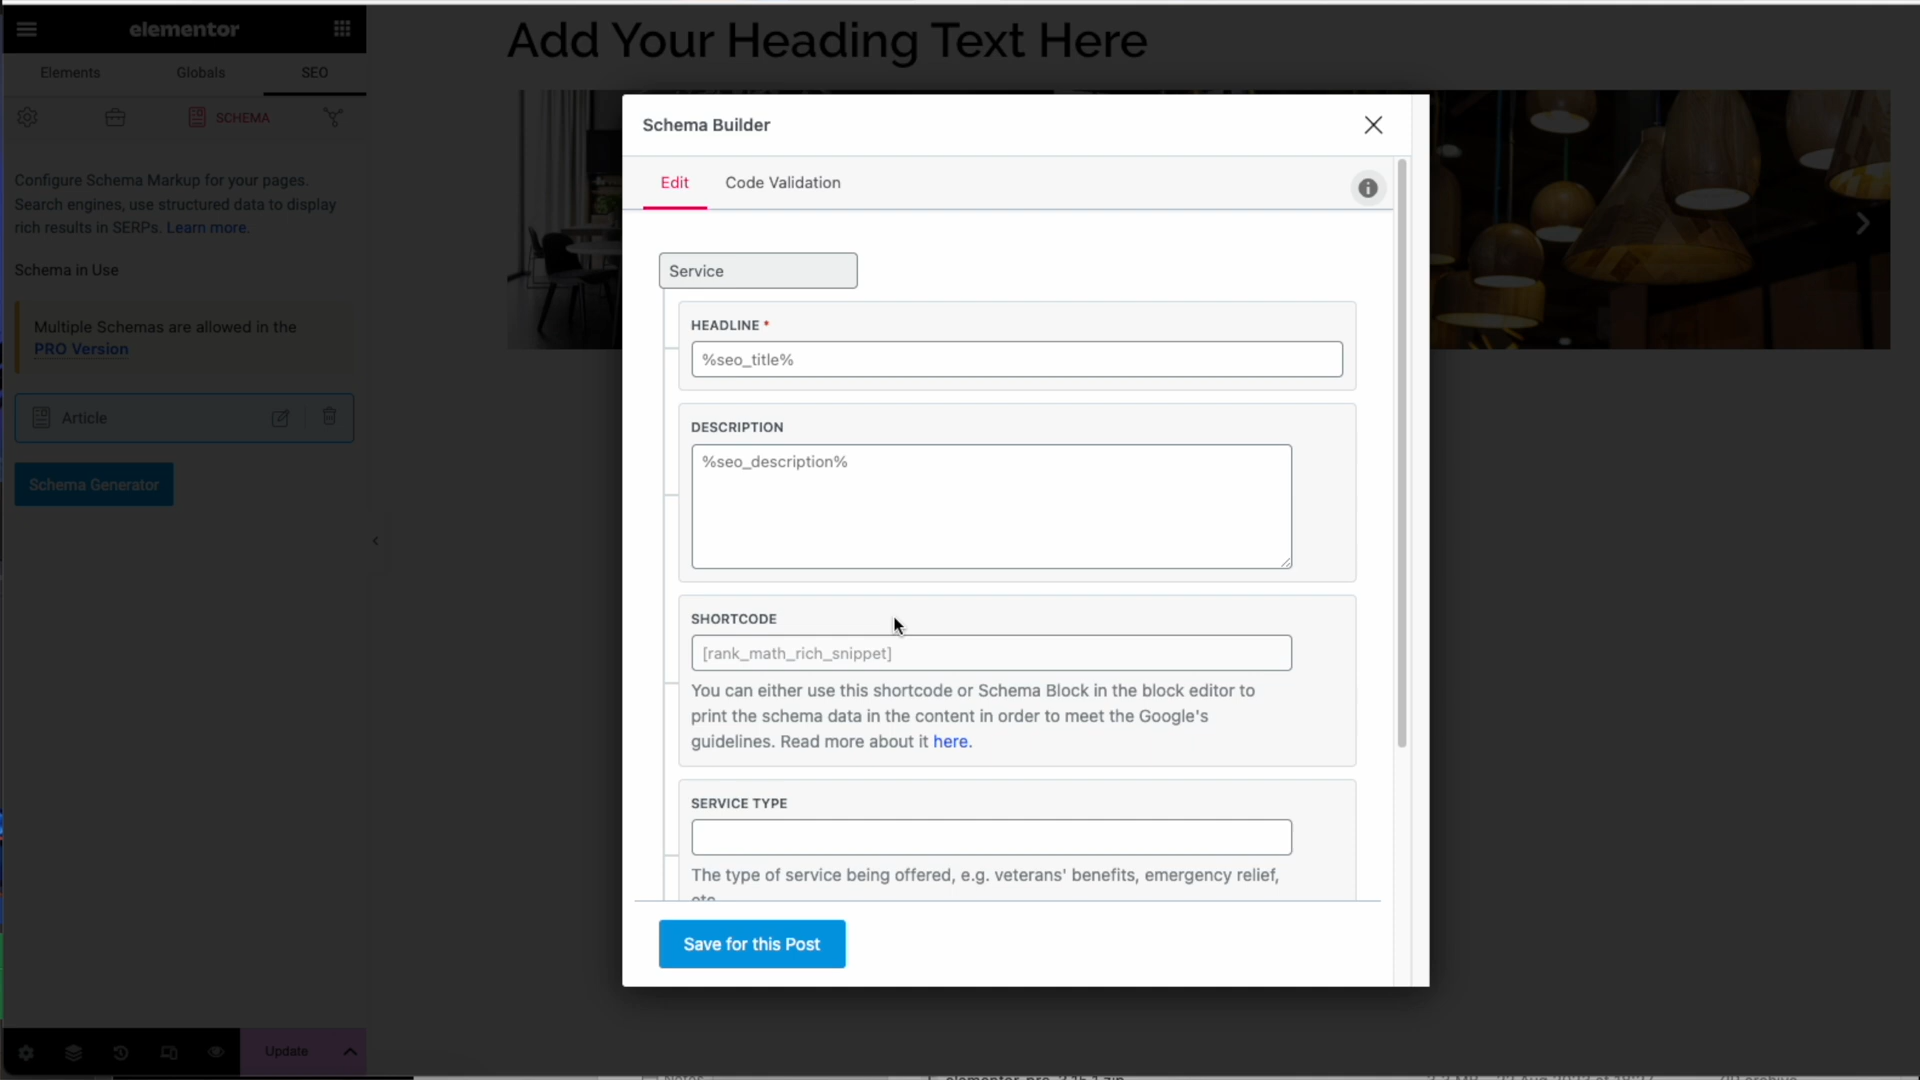 elementor
Add Your Heading Text Here
Elements
Globals
SEO
SCHEMA
Configure Schema Markup for your pages.
Search engines, use structured data to display
rich results in SERPs. Learn more.
Schema in Use
Multiple Schemas are allowed in the
PRO Version
Article
Schema Generator
Update
Schema Builder
Edit
Code Validation
Service
HEADLINE *
%seo_title%
DESCRIPTION
%seo_description%
SHORTCODE
[rank_math_rich_snippet]
You can either use this shortcode or Schema Block in the block editor to
print the schema data in the content in order to meet the Google's
guidelines. Read more about it here.
SERVICE TYPE
The type of service being offered, e.g. veterans' benefits, emergency relief,
etc.
Save for this Post